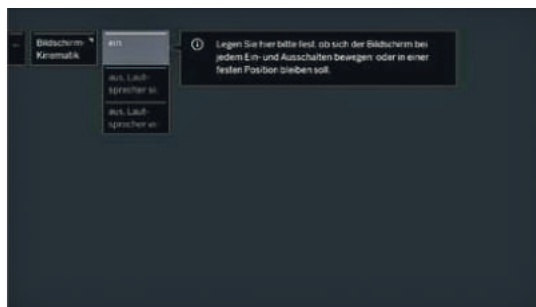 Bildschirm-
Kinematik
ein
aus, Laut-
sprecher
aus, Laut-
sprecher
Legen Sie hier bitte fest, ob sich der Bildschirm bei
jedem Ein- und Ausschalten bewegen oder in einer
festen Position bleiben soll.